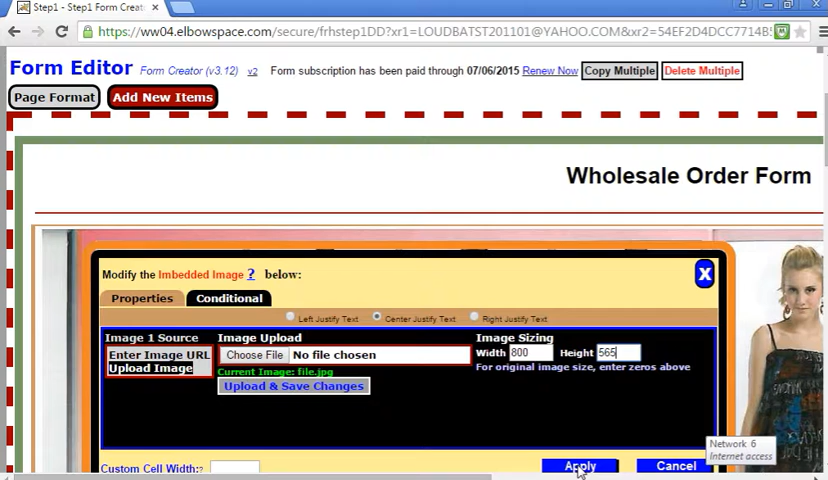 Step1 - Step1 Form Creat
https://ww04.elbowspace.com/secure/frhstep1DD?xr1=LOUDBATST201101@YAHOO.COM&xr2=54EF2D4DCC7714B5
Form Editor Form Creator (v3.12) v2 Form subscription has been paid through 07/06/2015 Renew Now Copy Multiple Delete Multiple
Page Format Add New Items
Wholesale Order Form
Modify the Imbedded Image ? below: X
Properties Conditional
Left Justify Text Center Justify Text Right Justify Text
Image 1 Source Image Upload Image Sizing
Enter Image URL Choose File No file chosen Width 800 Height 565
Upload Image Current Image: file.jpg For original image size, enter zeros above
Upload & Save Changes
Network 6
Internet access
Custom Cell Width:? Apply Cancel